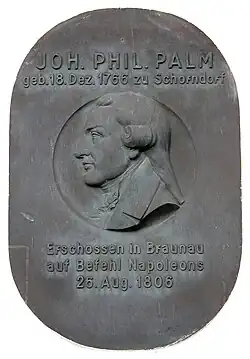 JOH. PHIL. PALM
geb. 18. Dez. 1766 zu Schorndorf
Erschossen in Braunau
auf Befehl Napoleons
26. Aug. 1806